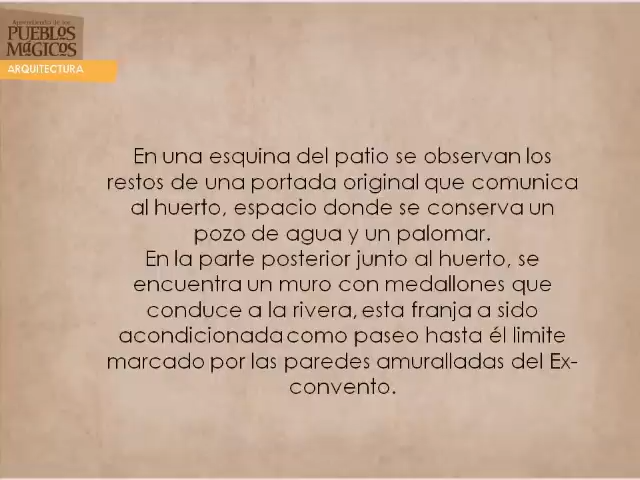 Aprendiendo de los
PUEBLOS
MáGICOS
ARQUITECTURA
En una esquina del patio se observan los
restos de una portada original que comunica
al huerto, espacio donde se conserva un
pozo de agua y un palomar.
En la parte posterior junto al huerto, se
encuentra un muro con medallones que
conduce a la rivera, esta franja a sido
acondicionada como paseo hasta él limite
marcado por las paredes amuralladas del Ex-
convento.